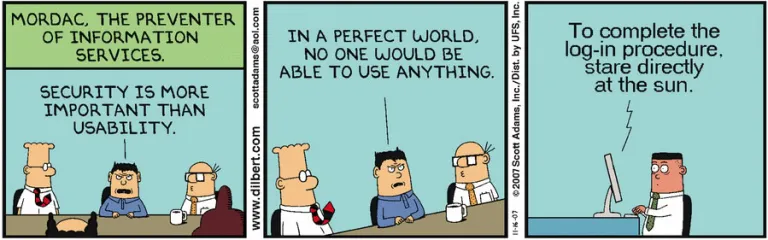 MORDAC, THE PREVENTER
OF INFORMATION
SERVICES.
SECURITY IS MORE
IMPORTANT THAN
USABILITY.
www.dilbert.com
scottadams@aol.com
IN A PERFECT WORLD,
NO ONE WOULD BE
ABLE TO USE ANYTHING.
11-16-07
©2007 Scott Adams, Inc./Dist. by UFS, Inc.
To complete the
log-in procedure,
stare directly
at the sun.